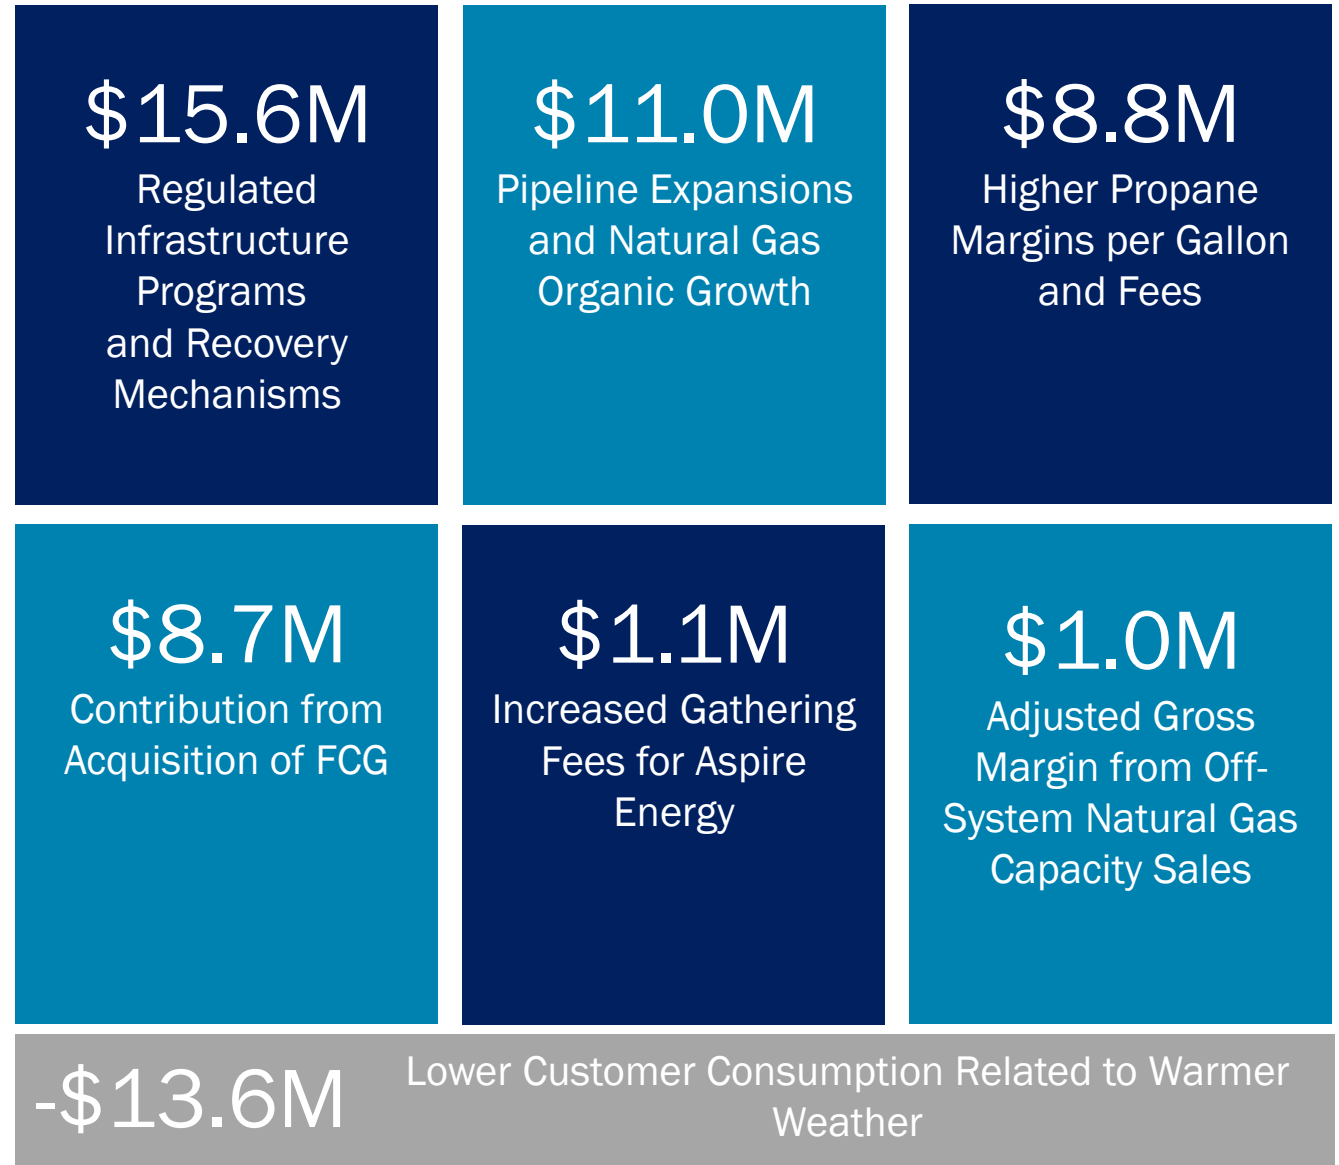 $15.6M
Regulated
Infrastructure
Programs
and Recovery
Mechanisms
$11.0M
Pipeline Expansions
and Natural Gas
Organic Growth
$8.8M
Higher Propane
Margins per Gallon
and Fees
$8.7M
Contribution from
Acquisition of FCG
$1.1M
Increased Gathering
Fees for Aspire
Energy
$1.0M
Adjusted Gross
Margin from Off-
System Natural Gas
Capacity Sales
-$13.6M
Lower Customer Consumption Related to Warmer
Weather